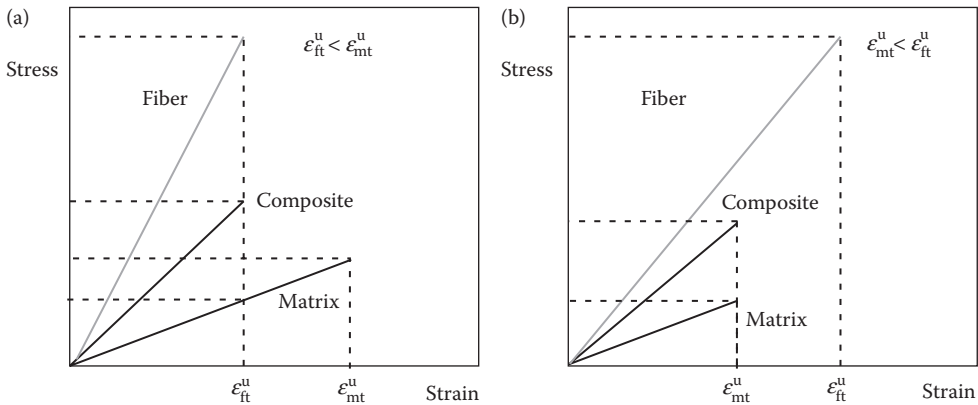 (a)
ε^u_ft < ε^u_mt
Stress
Fiber
Composite
Matrix
ε^u_ft
ε^u_mt
Strain
(b)
ε^u_mt < ε^u_ft
Stress
Fiber
Composite
Matrix
ε^u_mt
ε^u_ft
Strain